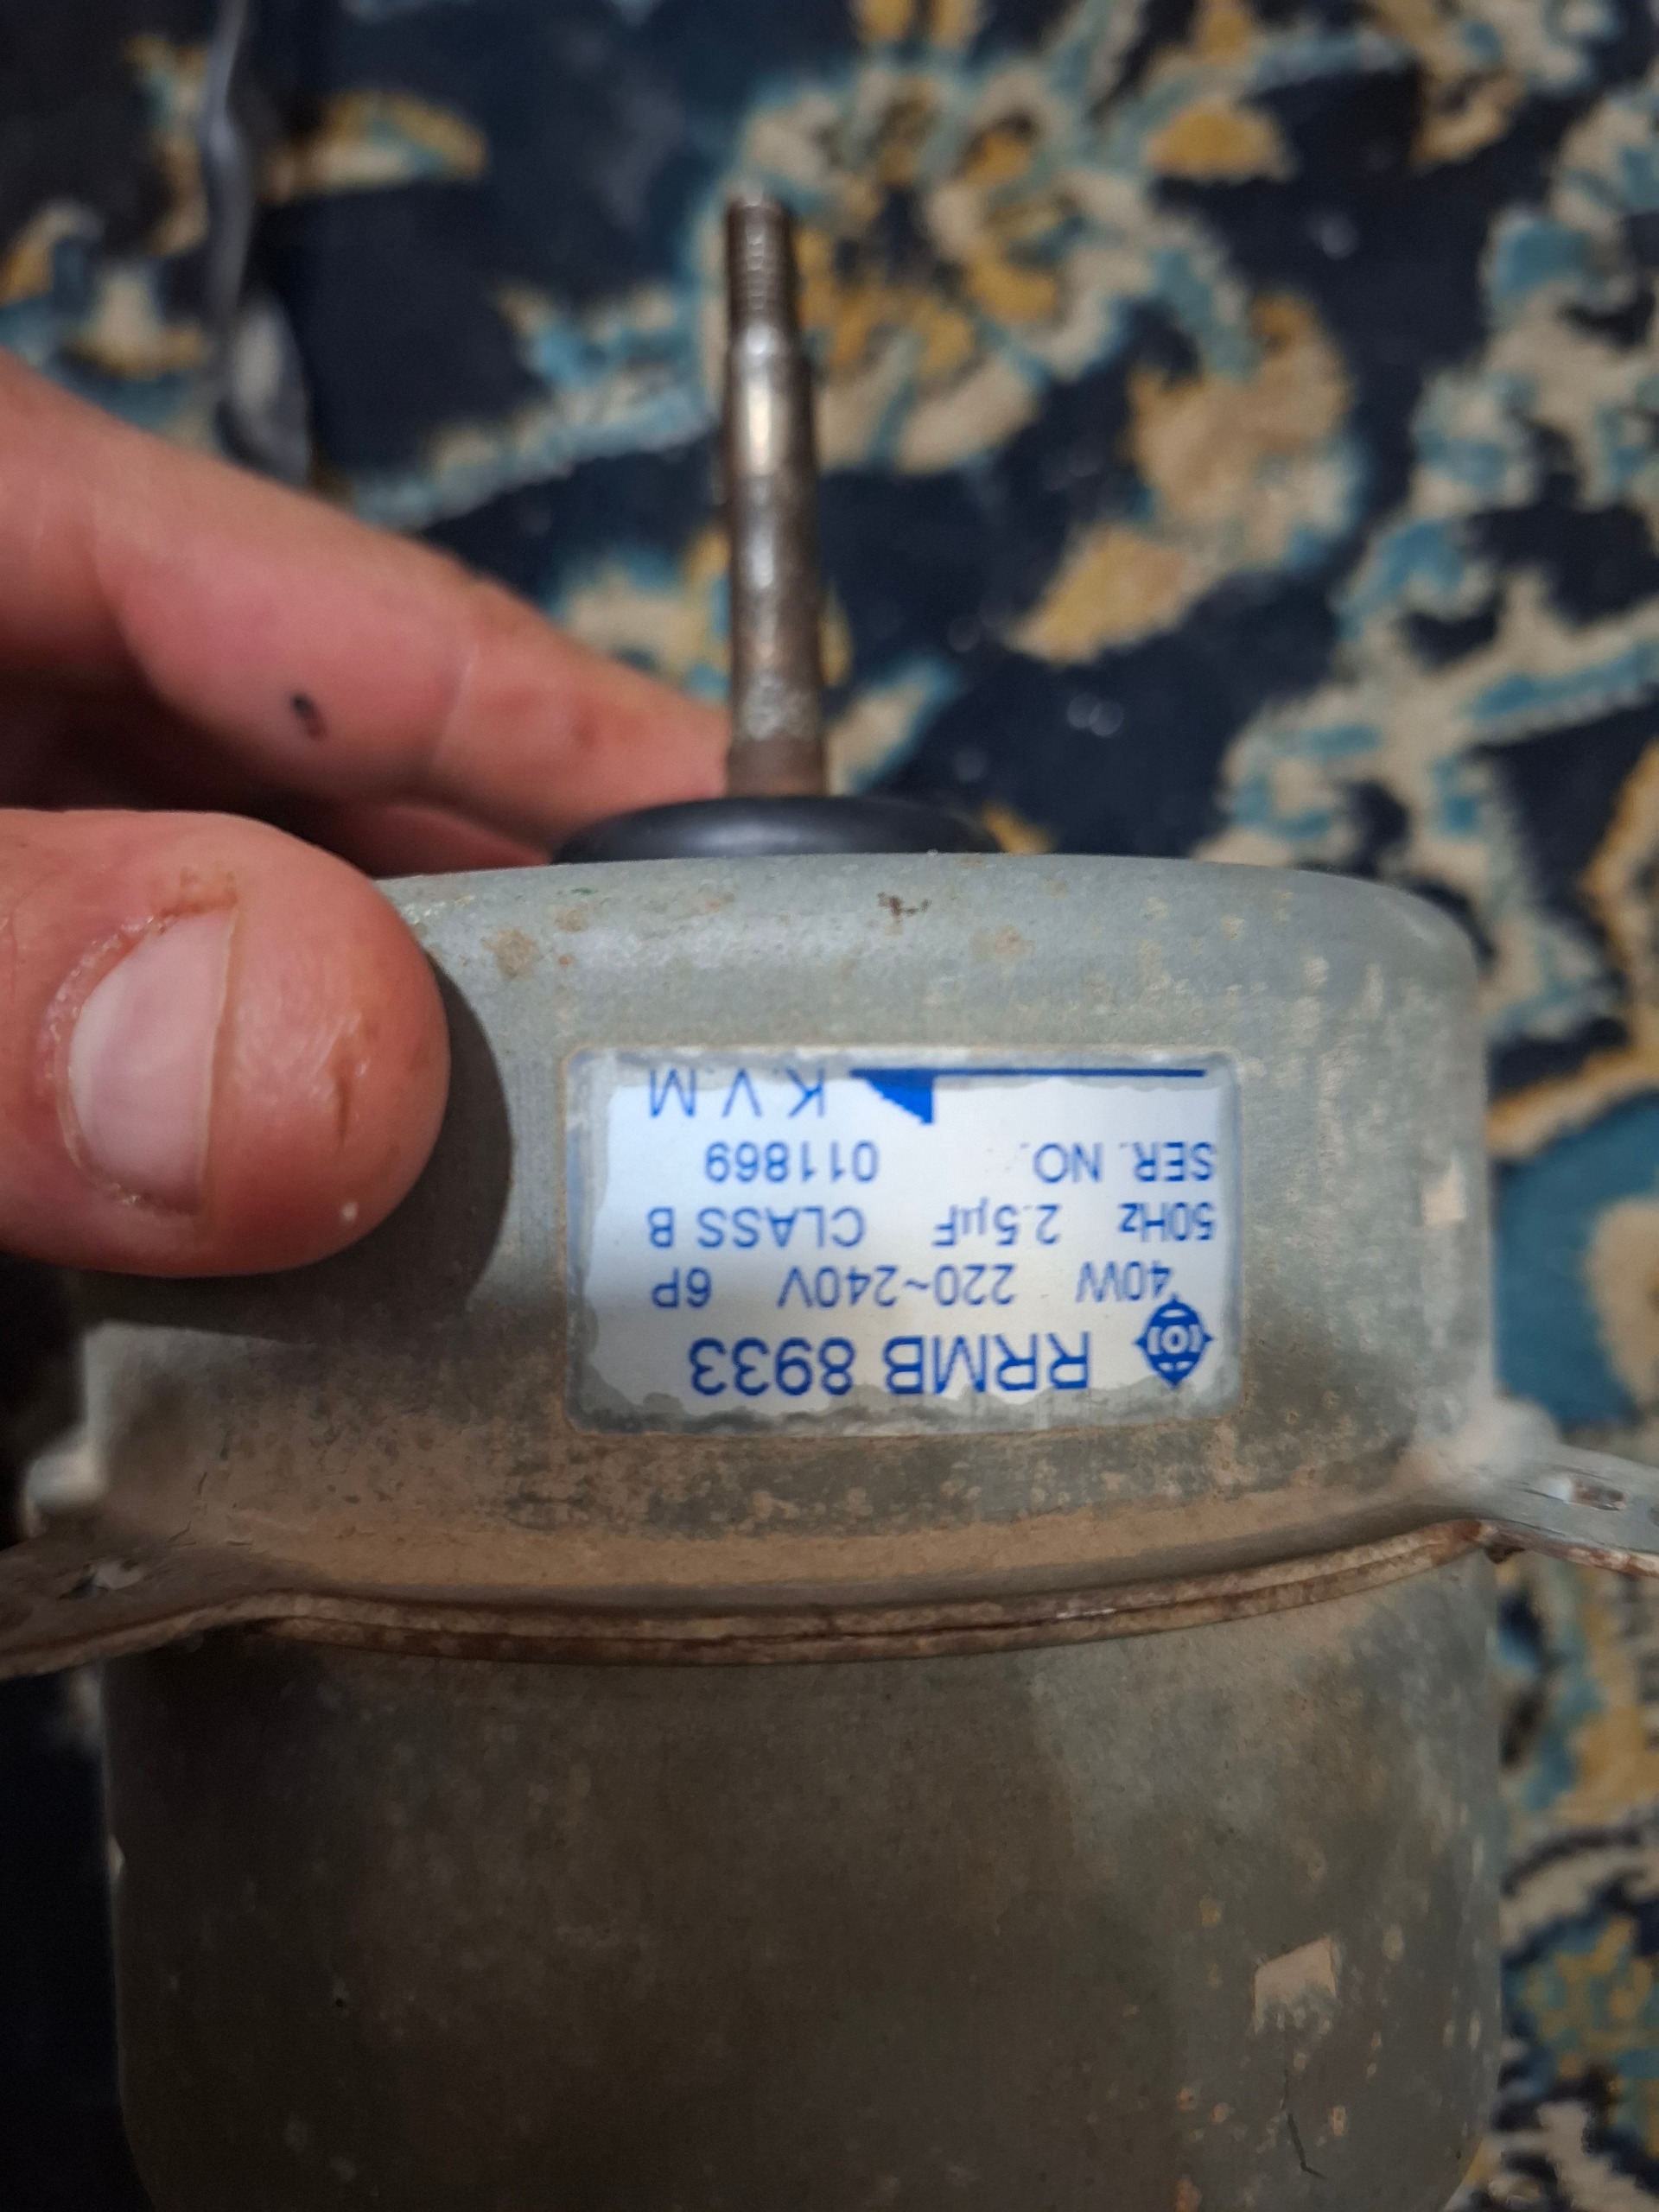 RRMB 8933
40W 220~240V 6P
50Hz 2.5µF CLASS B
SER. NO. 011869
K.V.M